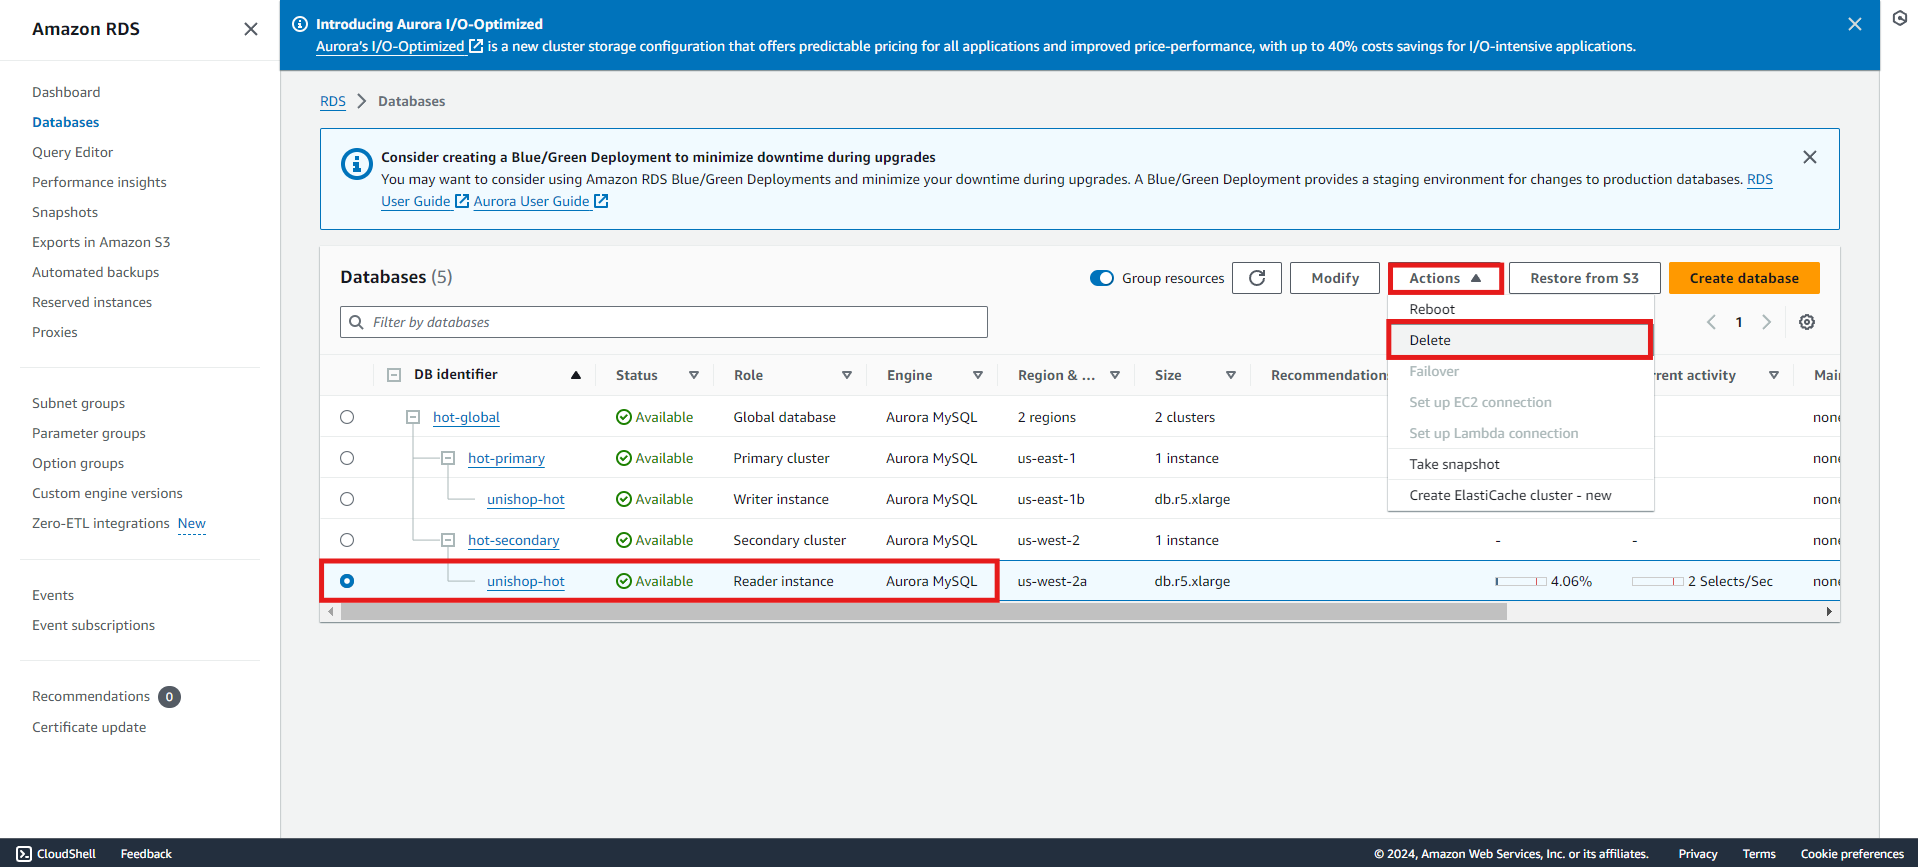 Amazon RDS
Dashboard
Databases
Query Editor
Performance insights
Snapshots
Exports in Amazon S3
Automated backups
Reserved instances
Proxies
Subnet groups
Parameter groups
Option groups
Custom engine versions
Zero-ETL integrations New
Events
Event subscriptions
Recommendations 0
Certificate update
Introducing Aurora I/O-Optimized
Aurora's I/O-Optimized is a new cluster storage configuration that offers predictable pricing for all applications and improved price-performance, with up to 40% costs savings for I/O-intensive applications.
RDS > Databases
Consider creating a Blue/Green Deployment to minimize downtime during upgrades
You may want to consider using Amazon RDS Blue/Green Deployments and minimize your downtime during upgrades. A Blue/Green Deployment provides a staging environment for changes to production databases. RDS
User Guide Aurora User Guide
Databases (5) Group resources Modify Actions Restore from S3 Create database
Filter by databases 1
Reboot
Delete
Failover
Set up EC2 connection
Set up Lambda connection
Take snapshot
Create ElastiCache cluster - new
DB identifier Status Role Engine Region & ... Size Recommendation rent activity Mai
hot-global Available Global database Aurora MySQL 2 regions 2 clusters none
hot-primary Available Primary cluster Aurora MySQL us-east-1 1 instance none
unishop-hot Available Writer instance Aurora MySQL us-east-1b db.r5.xlarge none
hot-secondary Available Secondary cluster Aurora MySQL us-west-2 1 instance - - none
unishop-hot Available Reader instance Aurora MySQL us-west-2a db.r5.xlarge 4.06% 2 Selects/Sec none
CloudShell Feedback © 2024, Amazon Web Services, Inc. or its affiliates. Privacy Terms Cookie preferences